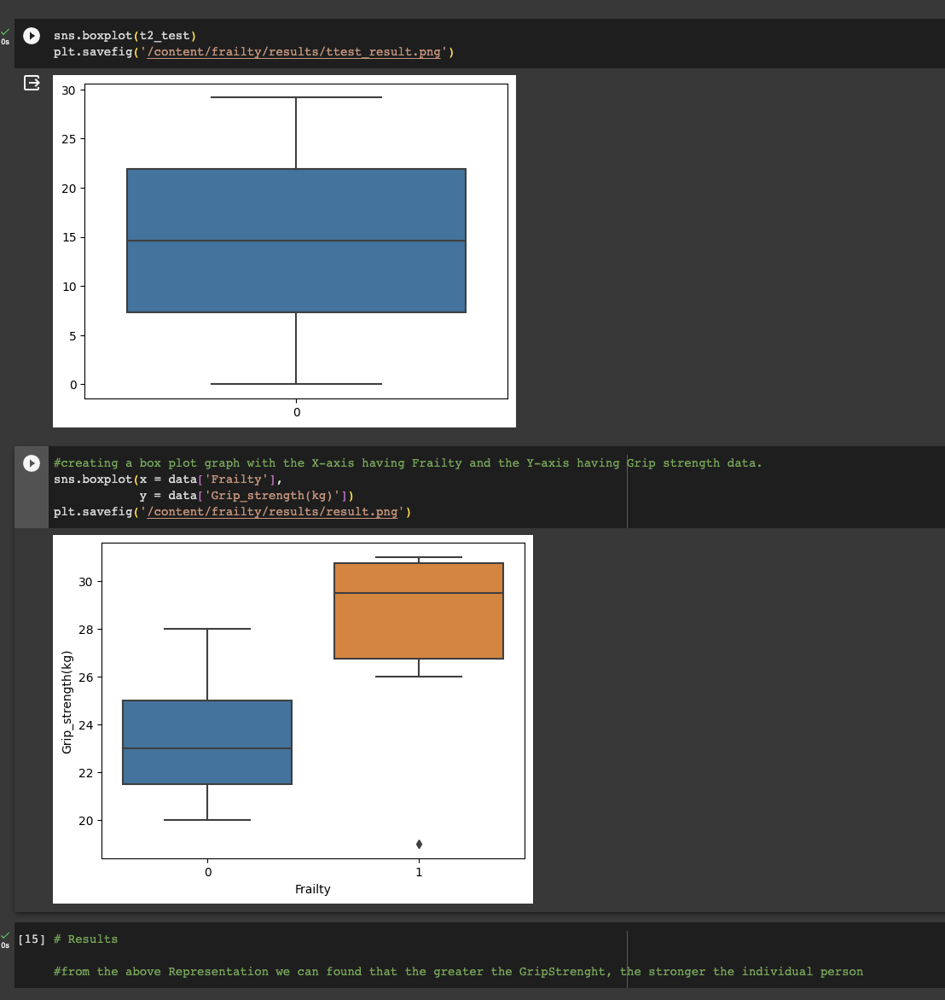 0s
sns.boxplot(t2_test)
plt.savefig('/content/frailty/results/ttest_result.png')
30
25
20
15
10
5
0
0
#creating a box plot graph with the X-axis having Frailty and the Y-axis having Grip strength data.
sns.boxplot(x = data['Frailty'],
y = data['Grip_strength(kg)'])
plt.savefig('/content/frailty/results/result.png')
30
28
26
24
22
20
Grip_strength(kg)
0 1
Frailty
0s
[15] # Results
#from the above Representation we can found that the greater the GripStrenght, the stronger the individual person